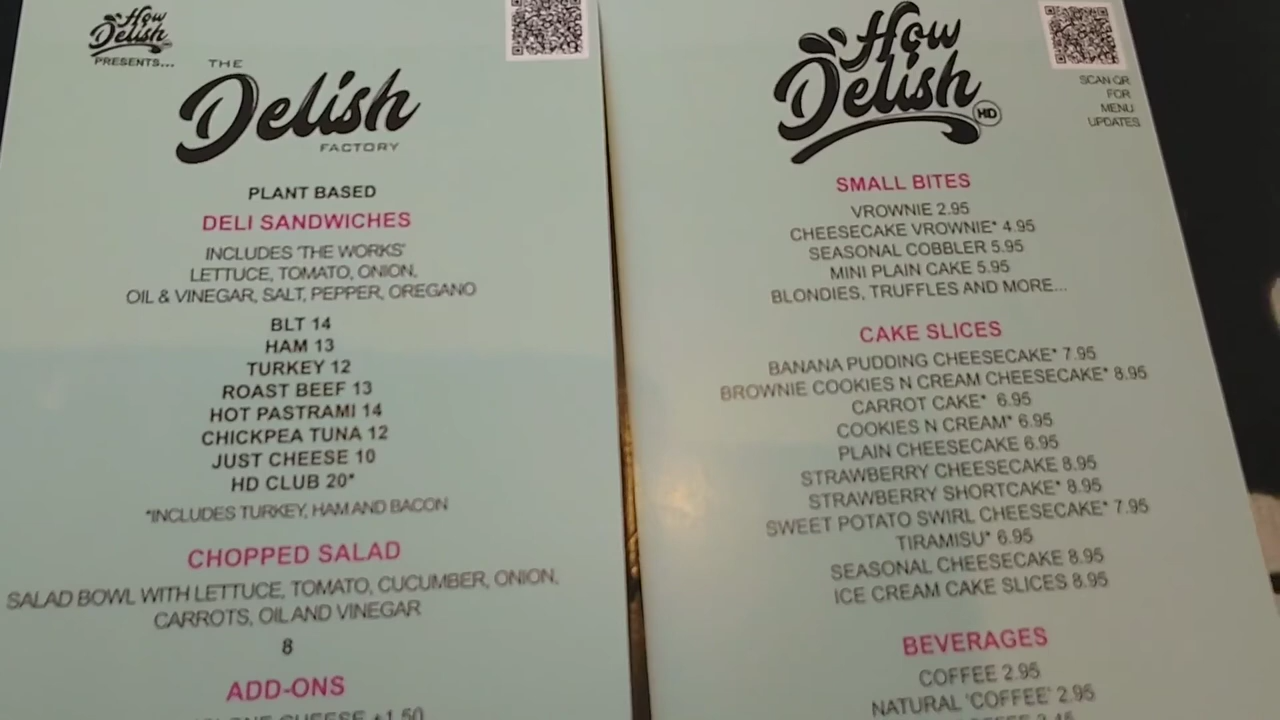 How
Delish
PRESENTS...
THE
Delish
FACTORY
PLANT BASED
DELI SANDWICHES
INCLUDES 'THE WORKS'
LETTUCE, TOMATO, ONION,
OIL & VINEGAR, SALT, PEPPER, OREGANO
BLT 14
HAM 13
TURKEY 12
ROAST BEEF 13
HOT PASTRAMI 14
CHICKPEA TUNA 12
JUST CHEESE 10
HD CLUB 20*
*INCLUDES TURKEY, HAM AND BACON
CHOPPED SALAD
SALAD BOWL WITH LETTUCE, TOMATO, CUCUMBER, ONION,
CARROTS, OIL AND VINEGAR
8
ADD-ONS
CHEESE +1.50
How
Delish
HD
SCAN QR
FOR
MENU
UPDATES
SMALL BITES
VROWNIE 2.95
CHEESECAKE VROWNIE* 4.95
SEASONAL COBBLER 5.95
MINI PLAIN CAKE 5.95
BLONDIES, TRUFFLES AND MORE...
CAKE SLICES
BANANA PUDDING CHEESECAKE* 7.95
BROWNIE COOKIES N CREAM CHEESECAKE* 8.95
CARROT CAKE* 6.95
COOKIES N CREAM* 6.95
PLAIN CHEESECAKE 6.95
STRAWBERRY CHEESECAKE 8.95
STRAWBERRY SHORTCAKE* 8.95
SWEET POTATO SWIRL CHEESECAKE* 7.95
TIRAMISU* 6.95
SEASONAL CHEESECAKE 8.95
ICE CREAM CAKE SLICES 8.95
BEVERAGES
COFFEE 2.95
NATURAL 'COFFEE' 2.95